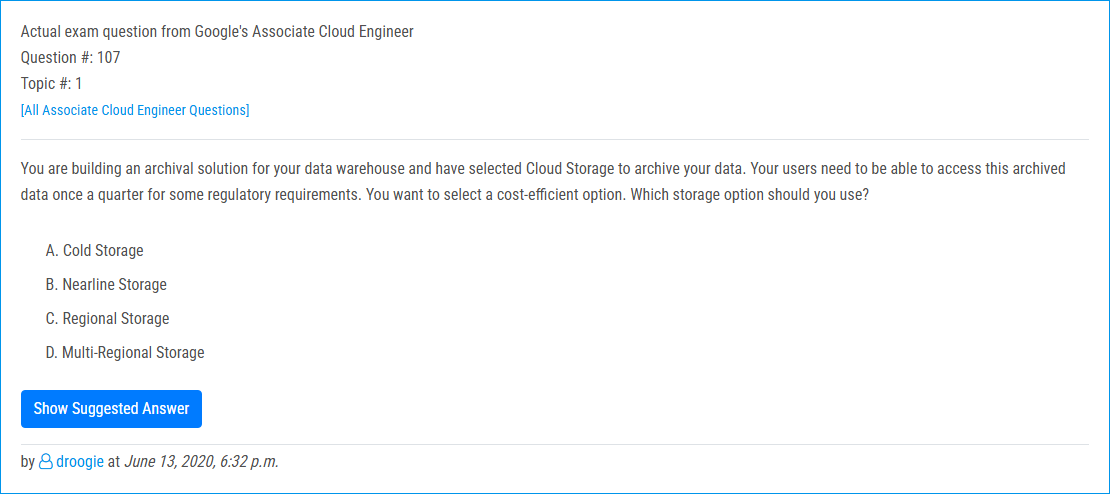 Actual exam question from Google's Associate Cloud Engineer
Question #: 107
Topic #: 1
[All Associate Cloud Engineer Questions]
You are building an archival solution for your data warehouse and have selected Cloud Storage to archive your data. Your users need to be able to access this archived
data once a quarter for some regulatory requirements. You want to select a cost-efficient option. Which storage option should you use?
A. Cold Storage
B. Nearline Storage
C. Regional Storage
D. Multi-Regional Storage
Show Suggested Answer
by droogie at June 13, 2020, 6:32 p.m.